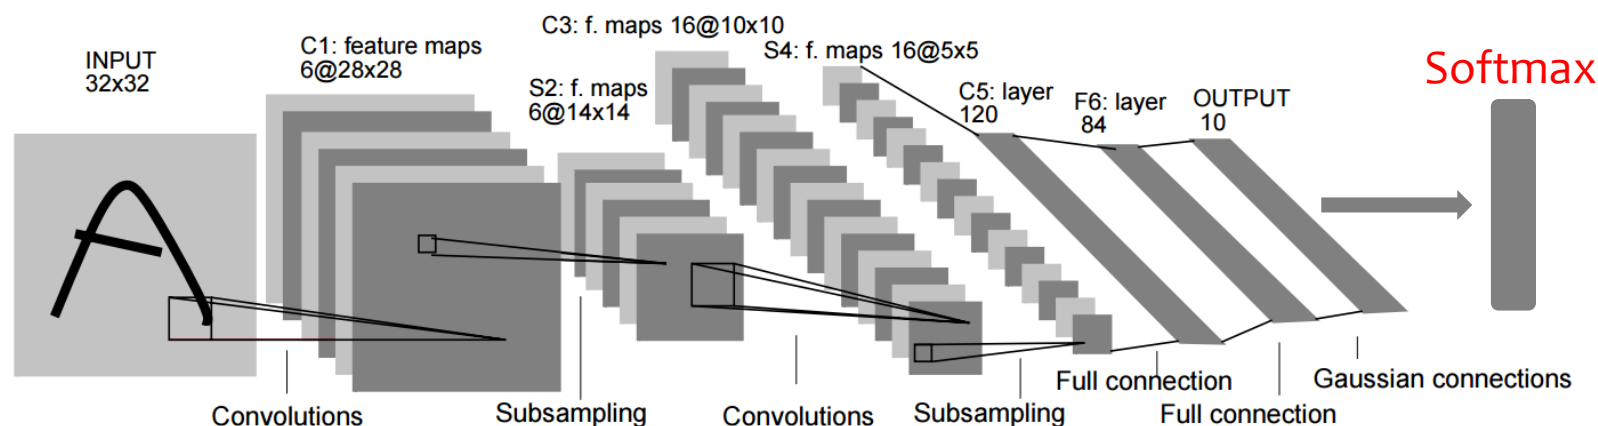 INPUT
32x32
C1: feature maps
6@28x28
C3: f. maps 16@10x10
S2: f. maps
6@14x14
S4: f. maps 16@5x5
C5: layer
120
F6: layer
84
OUTPUT
10
Softmax
Convolutions
Subsampling
Convolutions
Subsampling
Full connection
Full connection
Gaussian connections